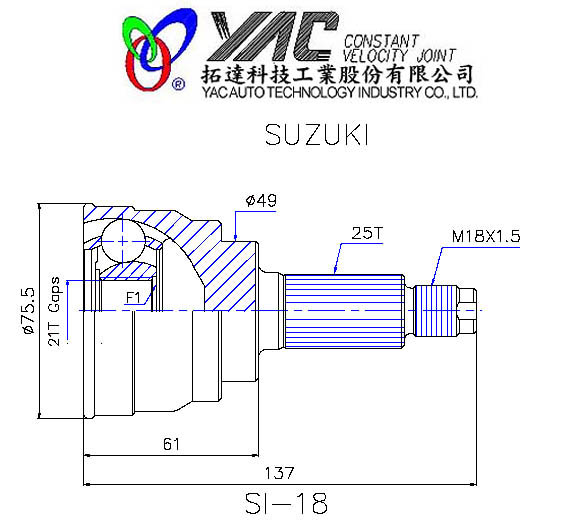 YAC CONSTANT
VELOCITY JOINT
拓達科技工業股份有限公司
YAC AUTO TECHNOLOGY INDUSTRY CO., LTD.
®
SUZUKI
ø49
25T
M18X1.5
ø75.5
21T Gaps
F1
61
137
SI-18